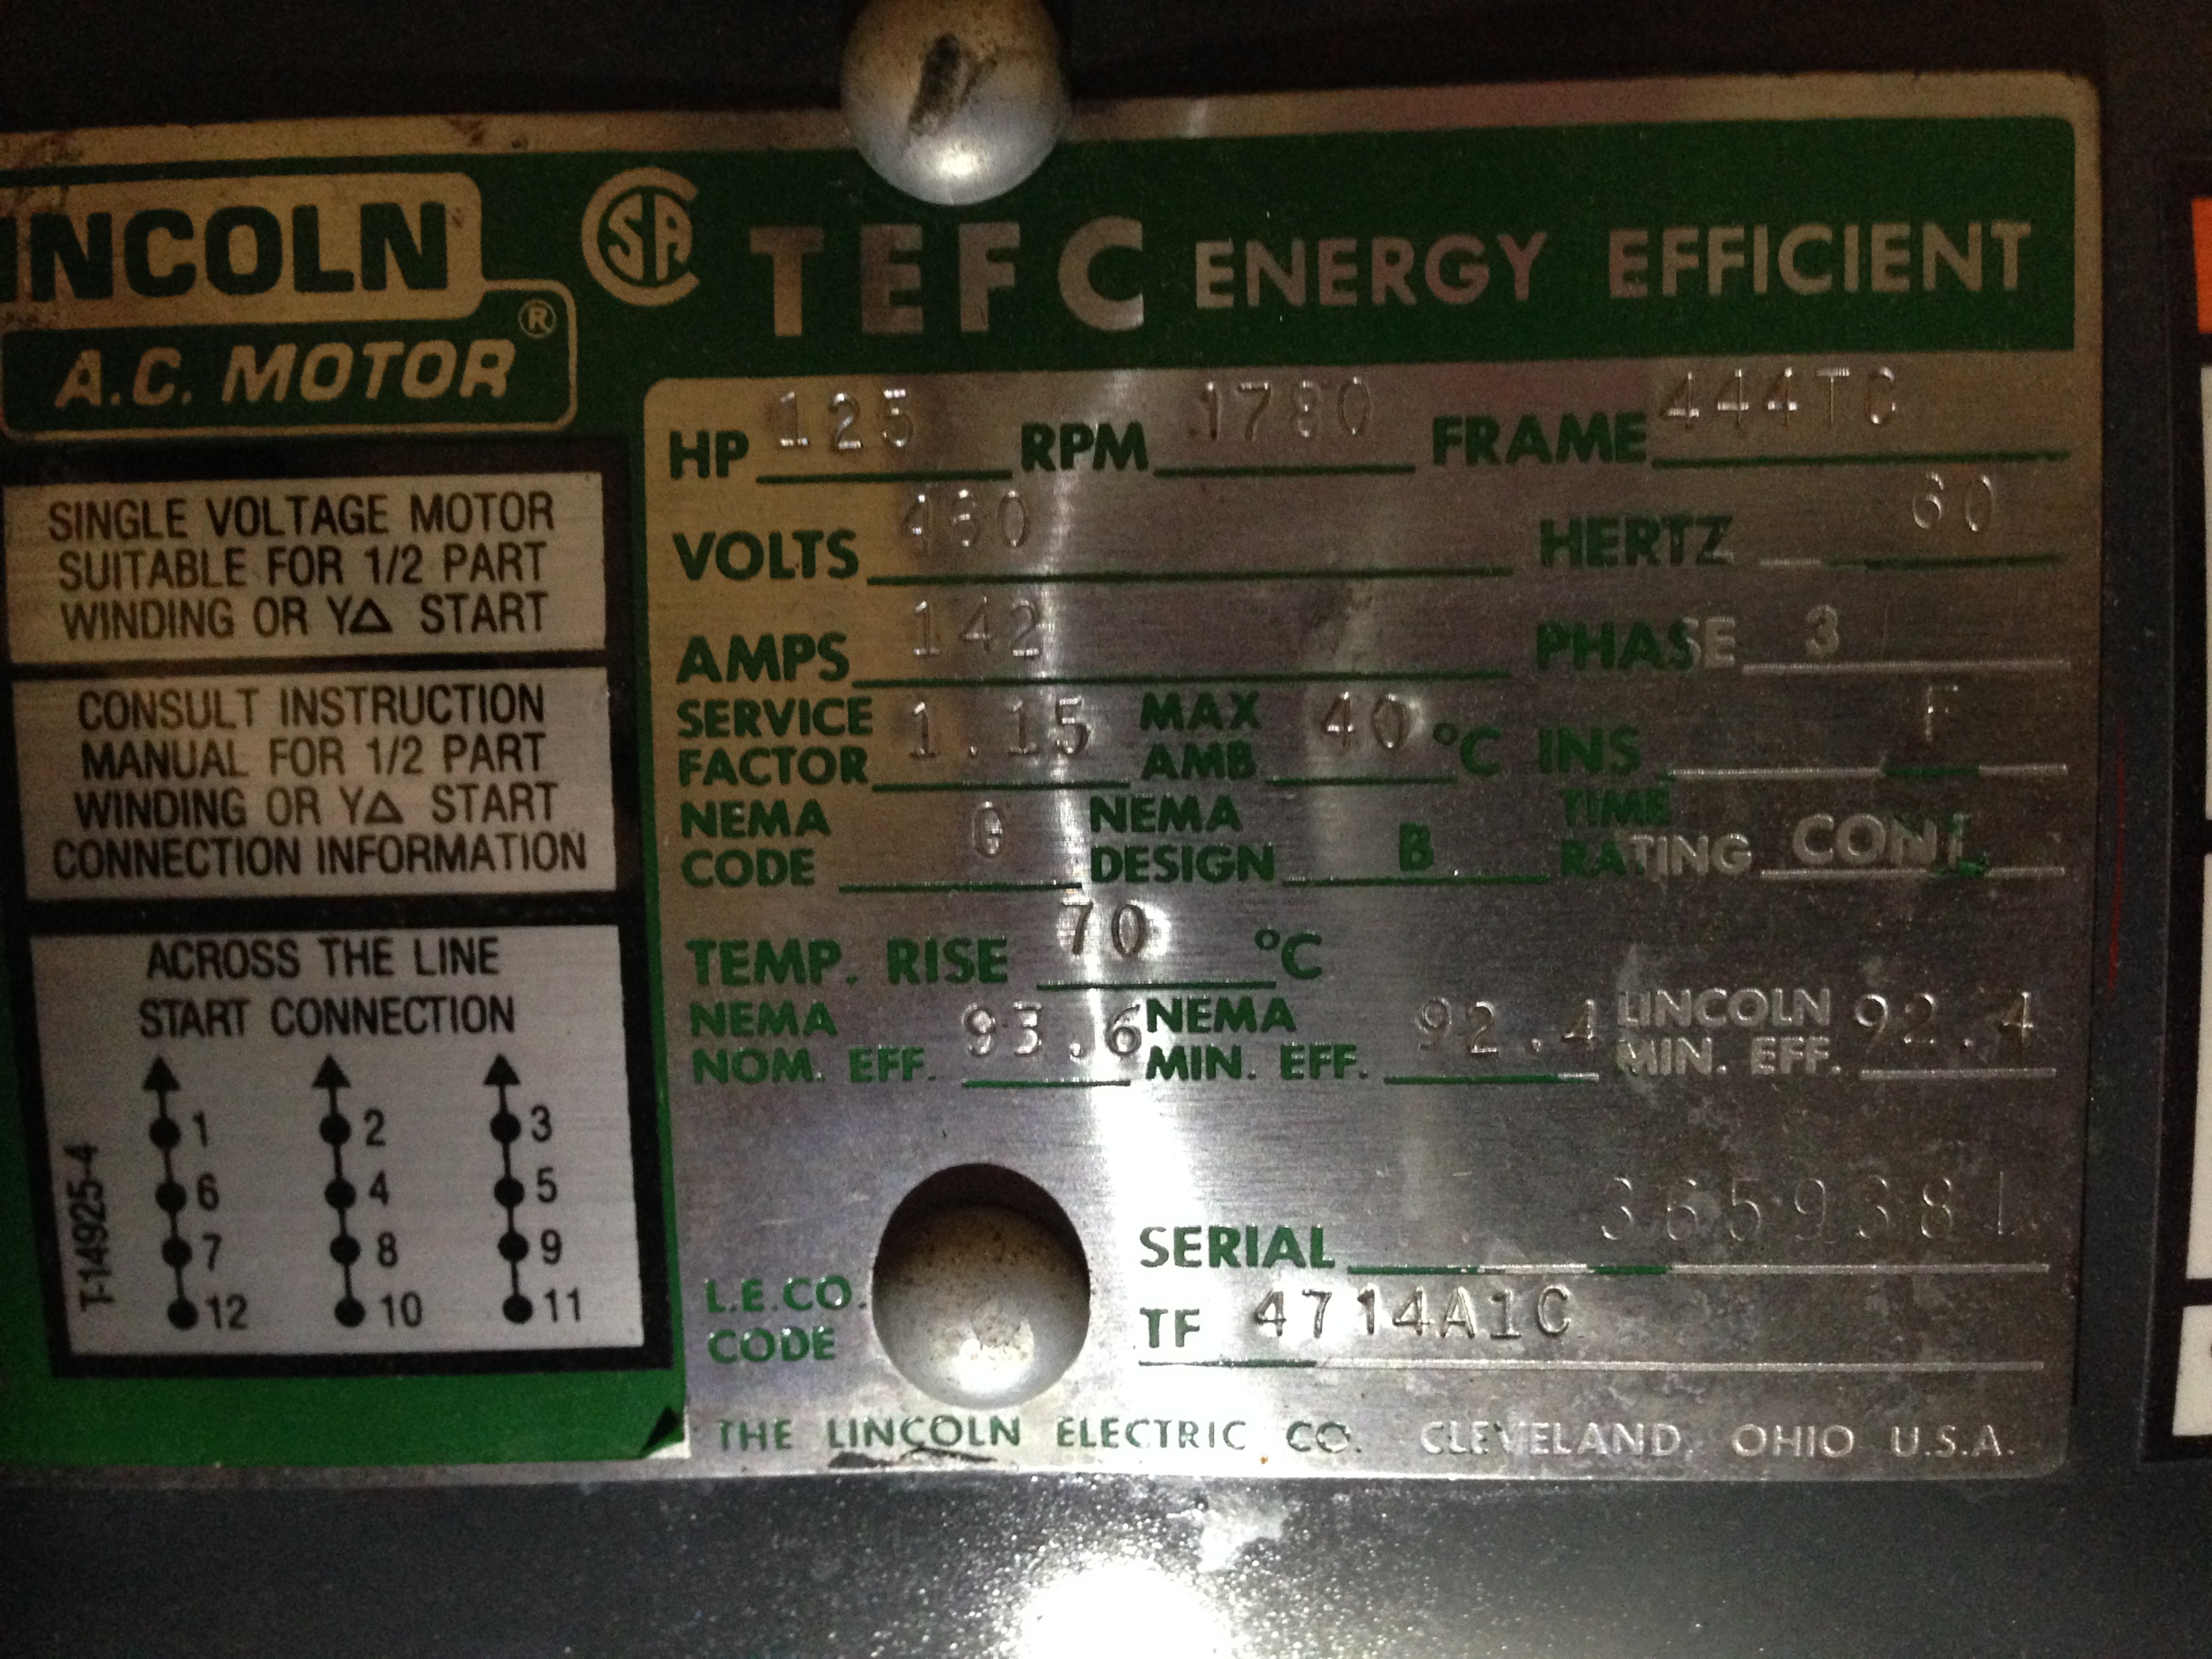 INCOLN ®
A.C. MOTOR
CSA
TEFC ENERGY EFFICIENT
SINGLE VOLTAGE MOTOR
SUITABLE FOR 1/2 PART
WINDING OR Y△ START
CONSULT INSTRUCTION
MANUAL FOR 1/2 PART
WINDING OR Y△ START
CONNECTION INFORMATION
ACROSS THE LINE
START CONNECTION
1 2 3
6 4 5
7 8 9
12 10 11
T-14925-4
HP 125 RPM 1780 FRAME 444TC
VOLTS 460 HERTZ 60
AMPS 142 PHASE 3
SERVICE FACTOR 1.15 MAX AMB 40 °C INS F
NEMA CODE G NEMA DESIGN B TIME RATING CONT.
TEMP. RISE 70 °C
NEMA NOM. EFF. 93.6 NEMA MIN. EFF. 92.4 LINCOLN MIN. EFF. 92.4
SERIAL 3659381
L.E.CO. CODE
TF 4714A1C
THE LINCOLN ELECTRIC CO. CLEVELAND, OHIO U.S.A.